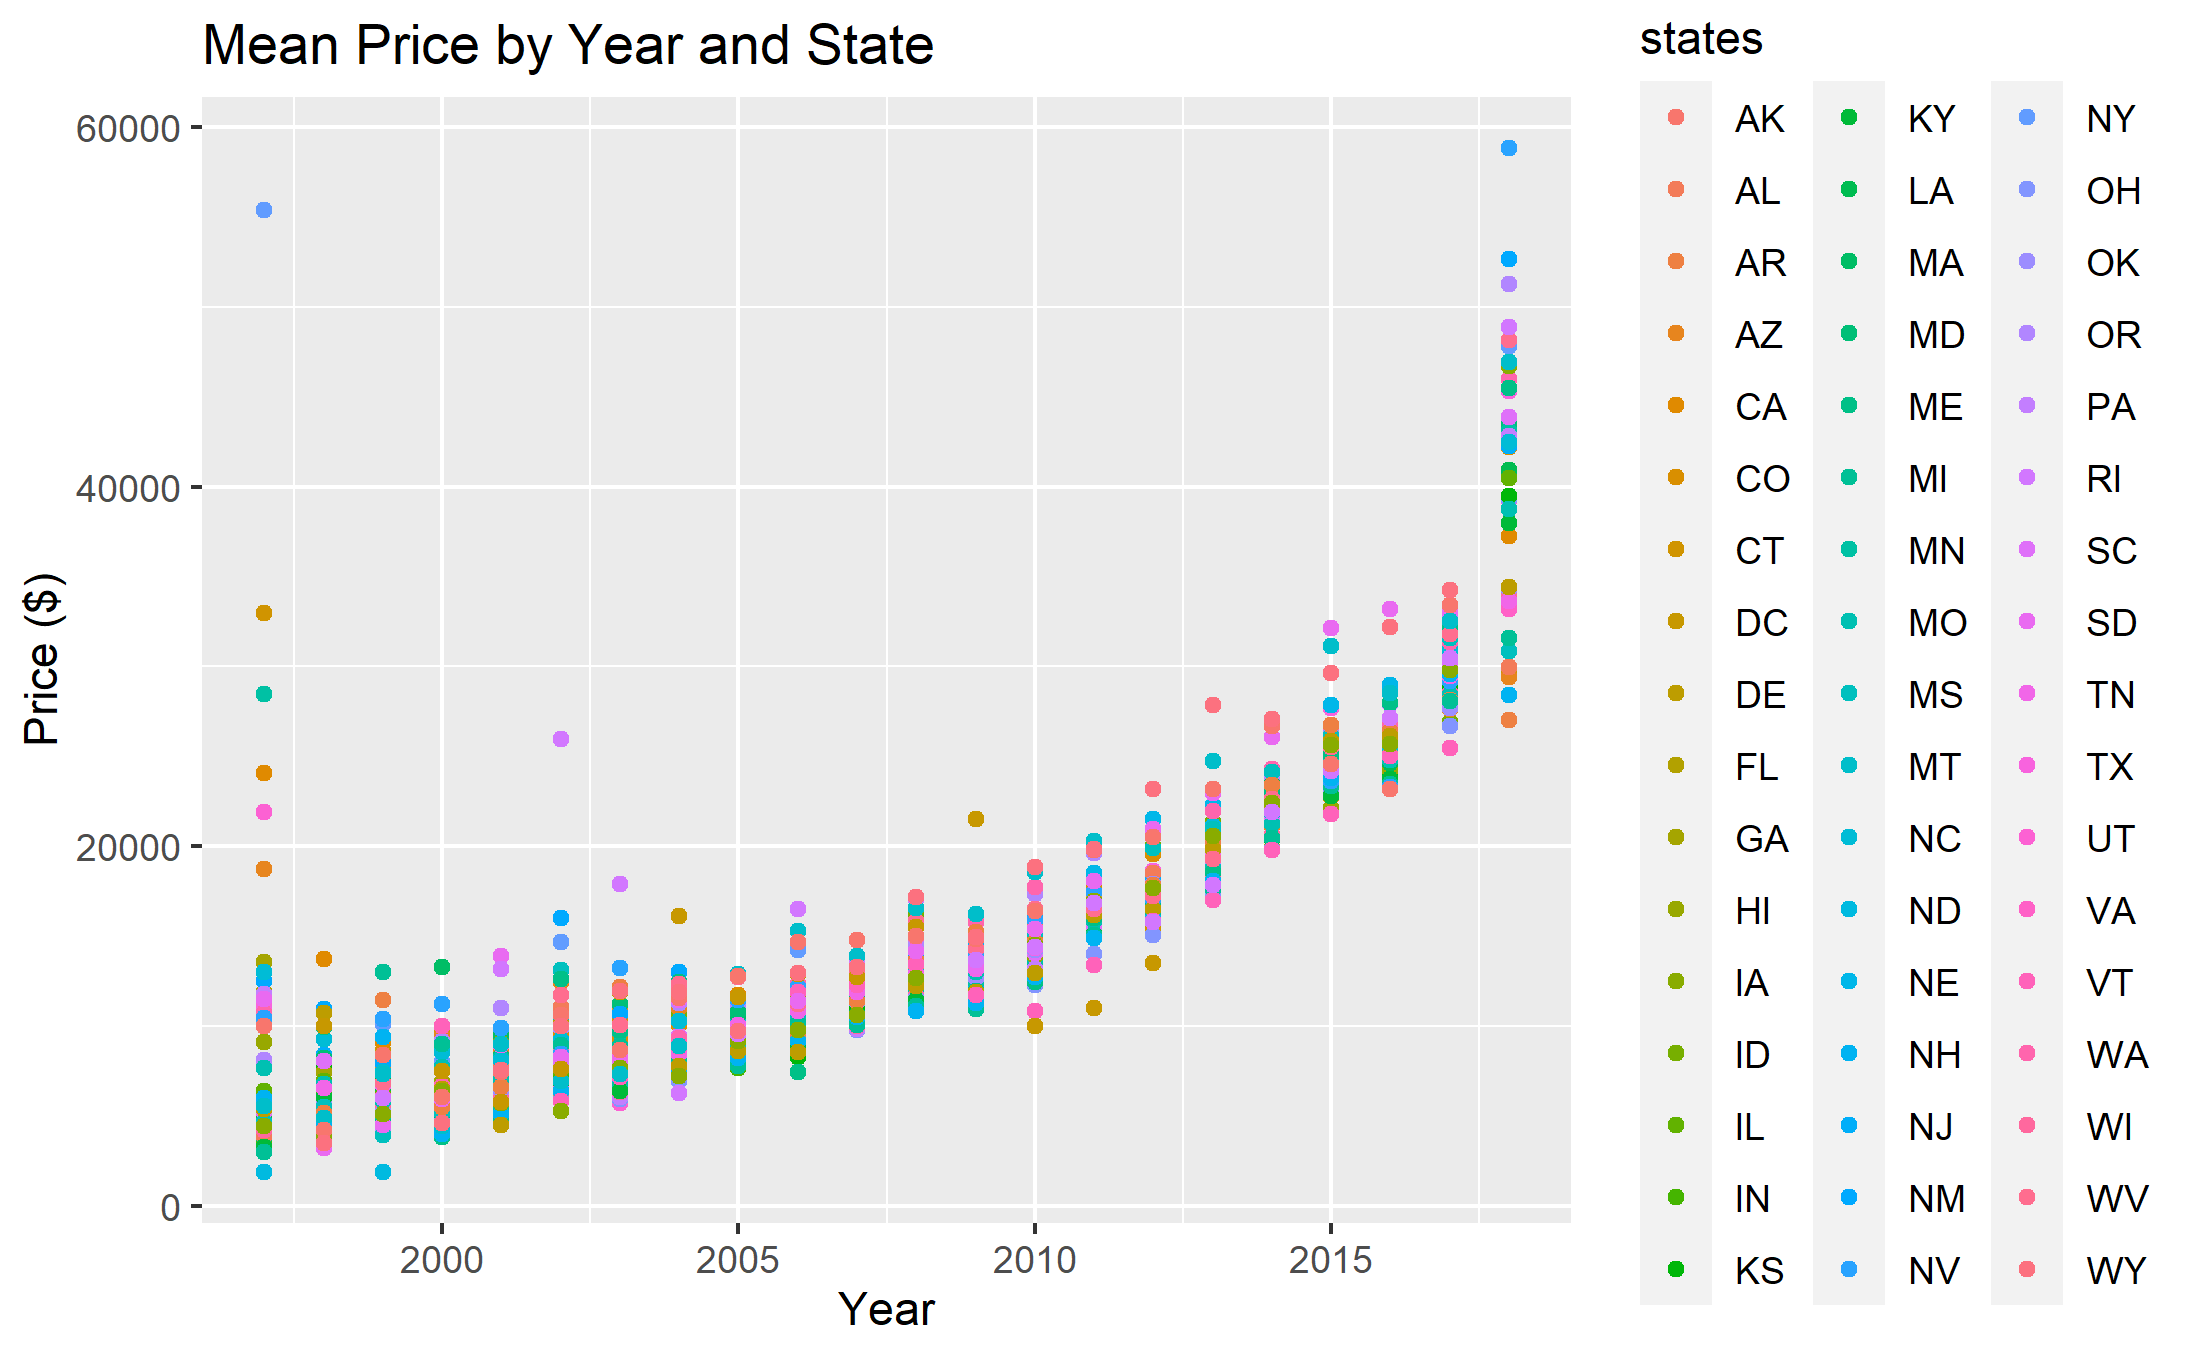 Mean Price by Year and State
60000
40000
20000
0
Price ($)
2000 2005 2010 2015
Year
states
AK KY NY
AL LA OH
AR MA OK
AZ MD OR
CA ME PA
CO MI RI
CT MN SC
DC MO SD
DE MS TN
FL MT TX
GA NC UT
HI ND VA
IA NE VT
ID NH WA
IL NJ WI
IN NM WV
KS NV WY